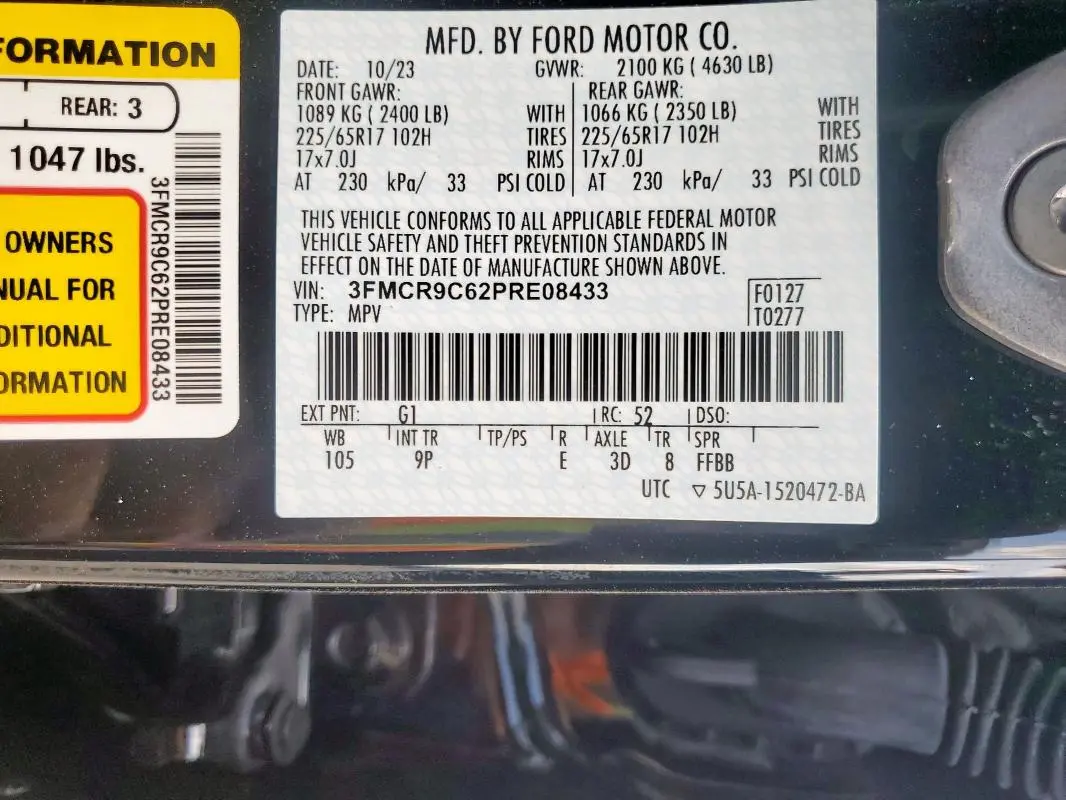 FORMATION
REAR: 3
1047 lbs.
OWNERS
NUAL FOR
DITIONAL
ORMATION
3FMCR9C62PRE08433
MFD. BY FORD MOTOR CO.
DATE: 10/23 GVWR: 2100 KG ( 4630 LB)
FRONT GAWR: REAR GAWR:
1089 KG ( 2400 LB) WITH 1066 KG ( 2350 LB) WITH
225/65R17 102H TIRES 225/65R17 102H TIRES
17x7.0J RIMS 17x7.0J RIMS
AT 230 kPa/ 33 PSI COLD AT 230 kPa/ 33 PSI COLD
THIS VEHICLE CONFORMS TO ALL APPLICABLE FEDERAL MOTOR
VEHICLE SAFETY AND THEFT PREVENTION STANDARDS IN
EFFECT ON THE DATE OF MANUFACTURE SHOWN ABOVE.
VIN: 3FMCR9C62PRE08433 F0127
TYPE: MPV T0277
EXT PNT: G1 RC: 52 DSO:
WB INT TR TP/PS R AXLE TR SPR
105 9P E 3D 8 FFBB
UTC ▽ 5U5A-1520472-BA